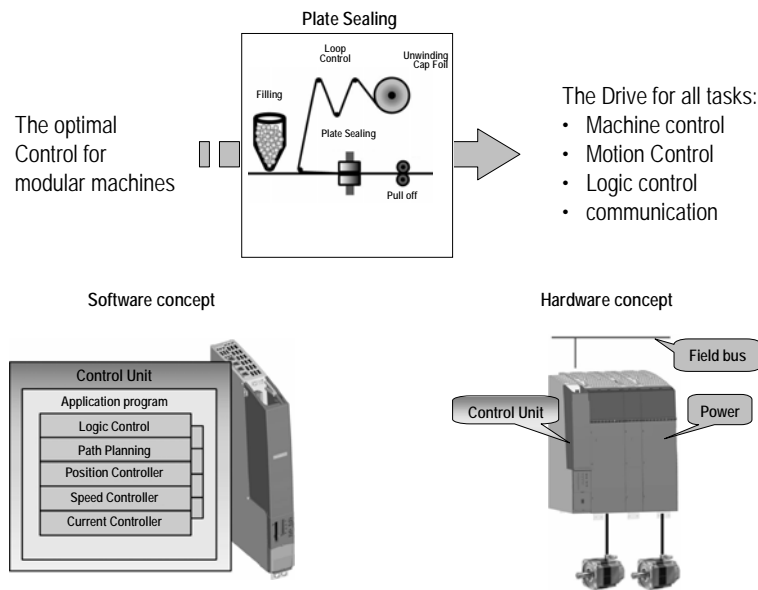 Plate Sealing
Loop
Control
Unwinding
Cap Foil
Filling
Plate Sealing
Pull off
The optimal
Control for
modular machines
The Drive for all tasks:
• Machine control
• Motion Control
• Logic control
• communication
Software concept
Control Unit
Application program
Logic Control
Path Planning
Position Controller
Speed Controller
Current Controller
Hardware concept
Field bus
Control Unit
Power